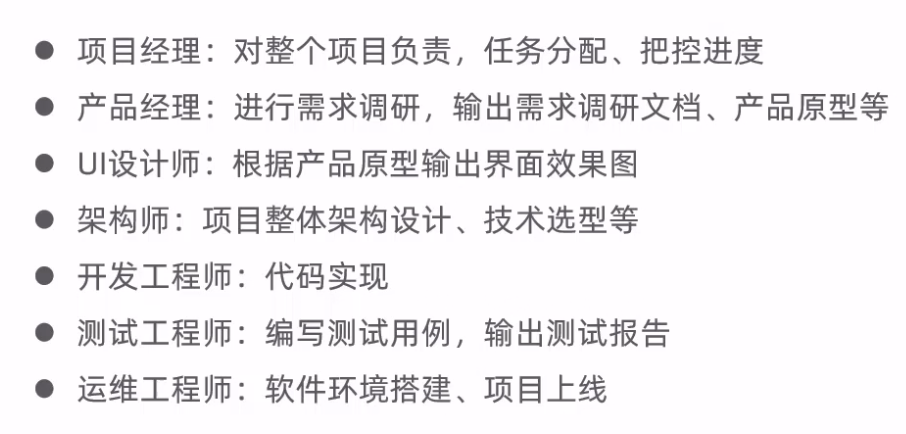 ● 项目经理：对整个项目负责，任务分配、把控进度
● 产品经理：进行需求调研，输出需求调研文档、产品原型等
● UI设计师：根据产品原型输出界面效果图
● 架构师：项目整体架构设计、技术选型等
● 开发工程师：代码实现
● 测试工程师：编写测试用例，输出测试报告
● 运维工程师：软件环境搭建、项目上线